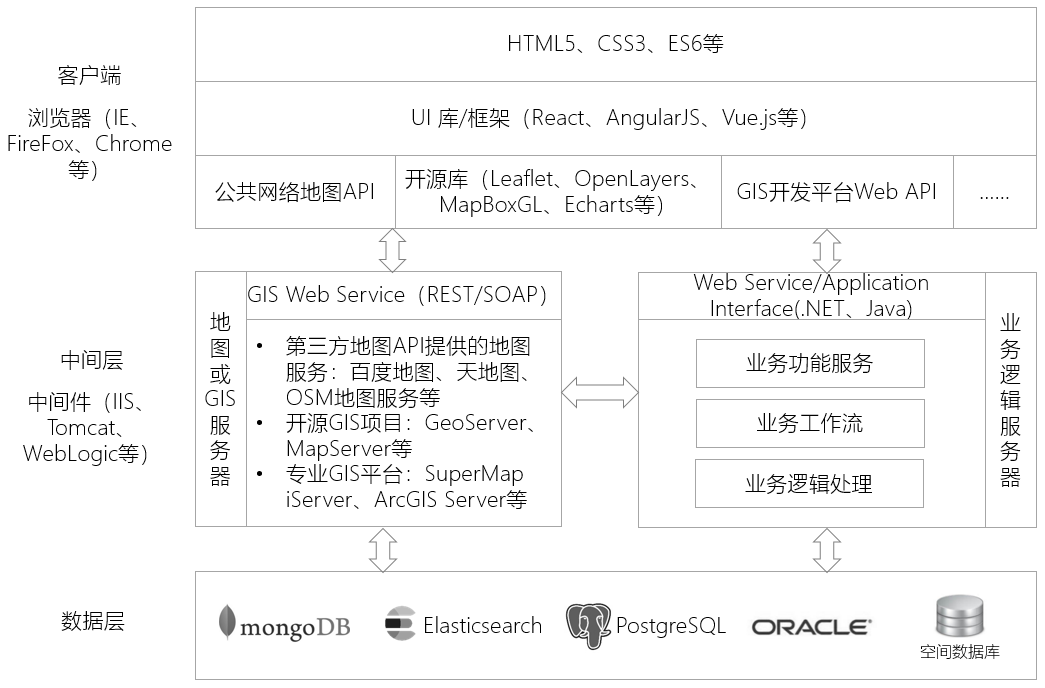 HTML5、CSS3、ES6等
客户端
浏览器（IE、
FireFox、Chrome
等)
UI 库/框架（React、AngularJS、Vue.js等）
公共网络地图API
开源库（Leaflet、OpenLayers、
MapBoxGL、Echarts等）
GIS开发平台Web API
......
中间层
中间件（IIS、
Tomcat、
WebLogic等）
地
图
或
GIS
服
务
器
GIS Web Service（REST/SOAP）
• 第三方地图API提供的地图
服务：百度地图、天地图、
OSM地图服务等
• 开源GIS项目：GeoServer、
MapServer等
• 专业GIS平台：SuperMap
iServer、ArcGIS Server等
Web Service/Application
Interface(.NET、Java)
业务功能服务
业务工作流
业务逻辑处理
业
务
逻
辑
服
务
器
数据层
mongoDB
Elasticsearch
PostgreSQL
ORACLE
空间数据库